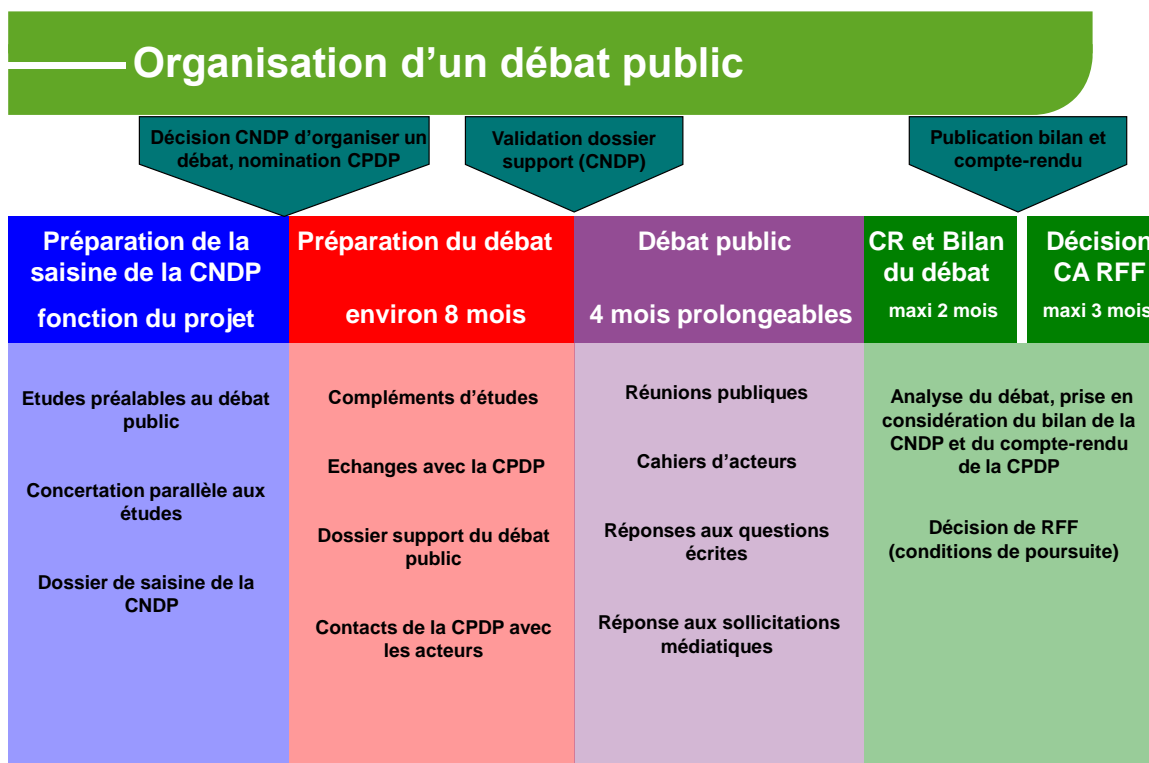 Organisation d’un débat public
Décision CNDP d’organiser un
débat, nomination CPDP
Validation dossier
support (CNDP)
Publication bilan et
compte-rendu
Préparation de la
saisine de la CNDP
fonction du projet
Préparation du débat
environ 8 mois
Débat public
4 mois prolongeables
CR et Bilan
du débat
maxi 2 mois
Décision
CA RFF
maxi 3 mois
Etudes préalables au débat
public
Concertation parallèle aux
études
Dossier de saisine de la
CNDP
Compléments d’études
Echanges avec la CPDP
Dossier support du débat
public
Contacts de la CPDP avec
les acteurs
Réunions publiques
Cahiers d’acteurs
Réponses aux questions
écrites
Réponse aux sollicitations
médiatiques
Analyse du débat, prise en
considération du bilan de la
CNDP et du compte-rendu
de la CPDP
Décision de RFF
(conditions de poursuite)